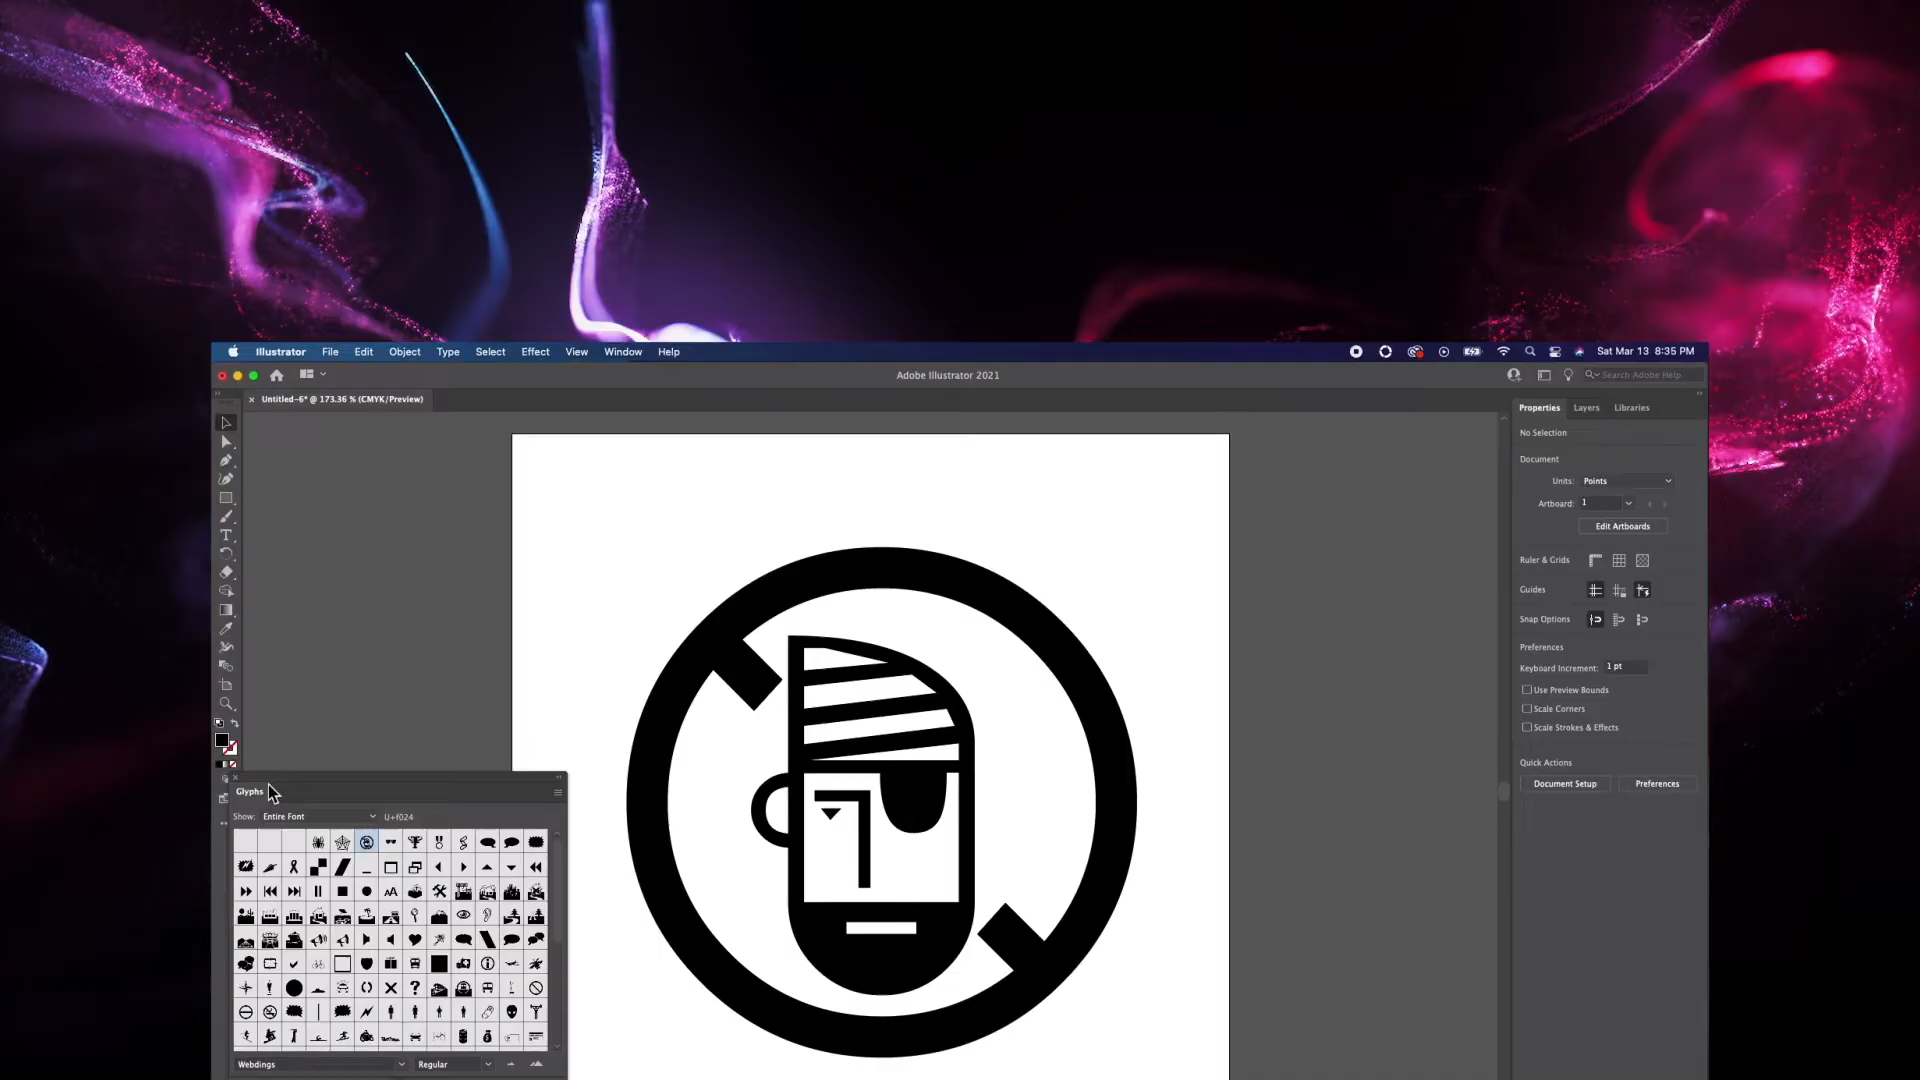 Illustrator File Edit Object Type Select Effect View Window Help
Sat Mar 13 8:35 PM
Adobe Illustrator 2021
Search Adobe Help
× Untitled-6* @ 173.36 % (CMYK/Preview)
Properties Layers Libraries
No Selection
Document
Units: Points
Artboard: 1
Edit Artboards
Ruler & Grids
Guides
Snap Options
Preferences
Keyboard Increment: 1 pt
Use Preview Bounds
Scale Corners
Scale Strokes & Effects
Quick Actions
Document Setup Preferences
Glyphs
Show: Entire Font U+f024
Webdings Regular